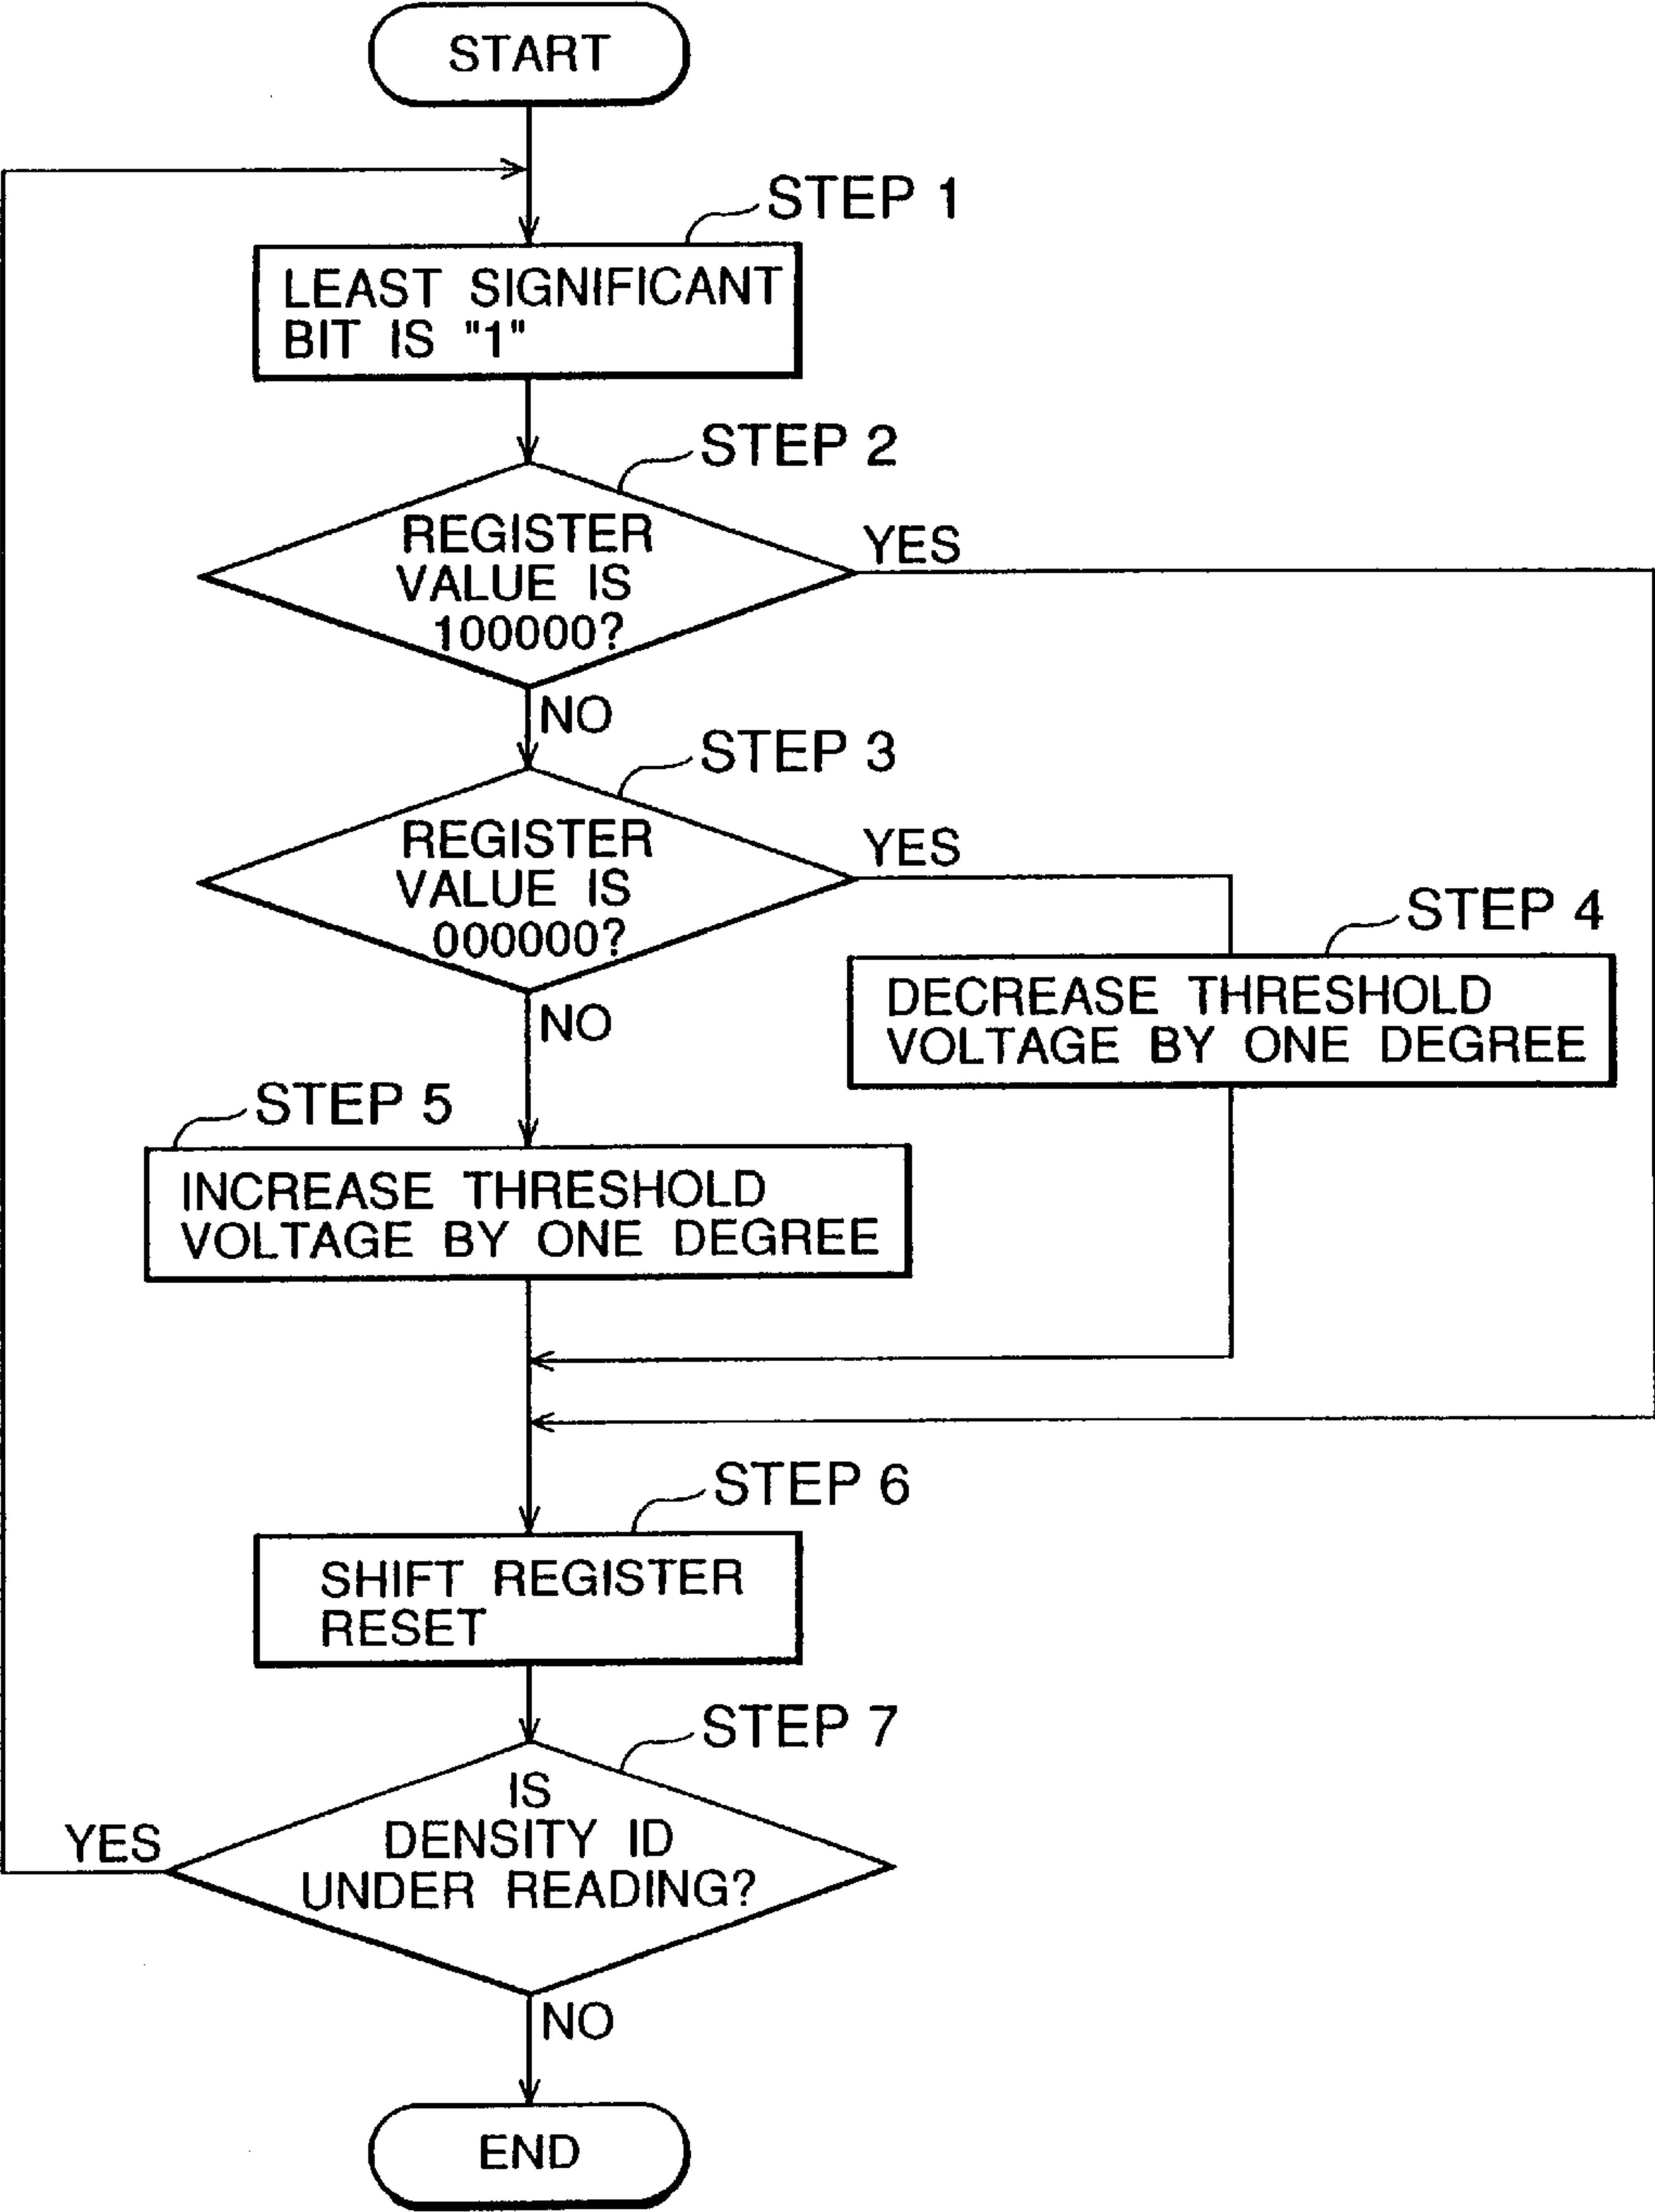 START
STEP 1
LEAST SIGNIFICANT
BIT IS "1"
STEP 2
REGISTER
VALUE IS
100000?
YES
NO
STEP 3
REGISTER
VALUE IS
000000?
YES
NO
STEP 4
DECREASE THRESHOLD
VOLTAGE BY ONE DEGREE
STEP 5
INCREASE THRESHOLD
VOLTAGE BY ONE DEGREE
STEP 6
SHIFT REGISTER
RESET
STEP 7
IS
DENSITY ID
UNDER READING?
YES
NO
END